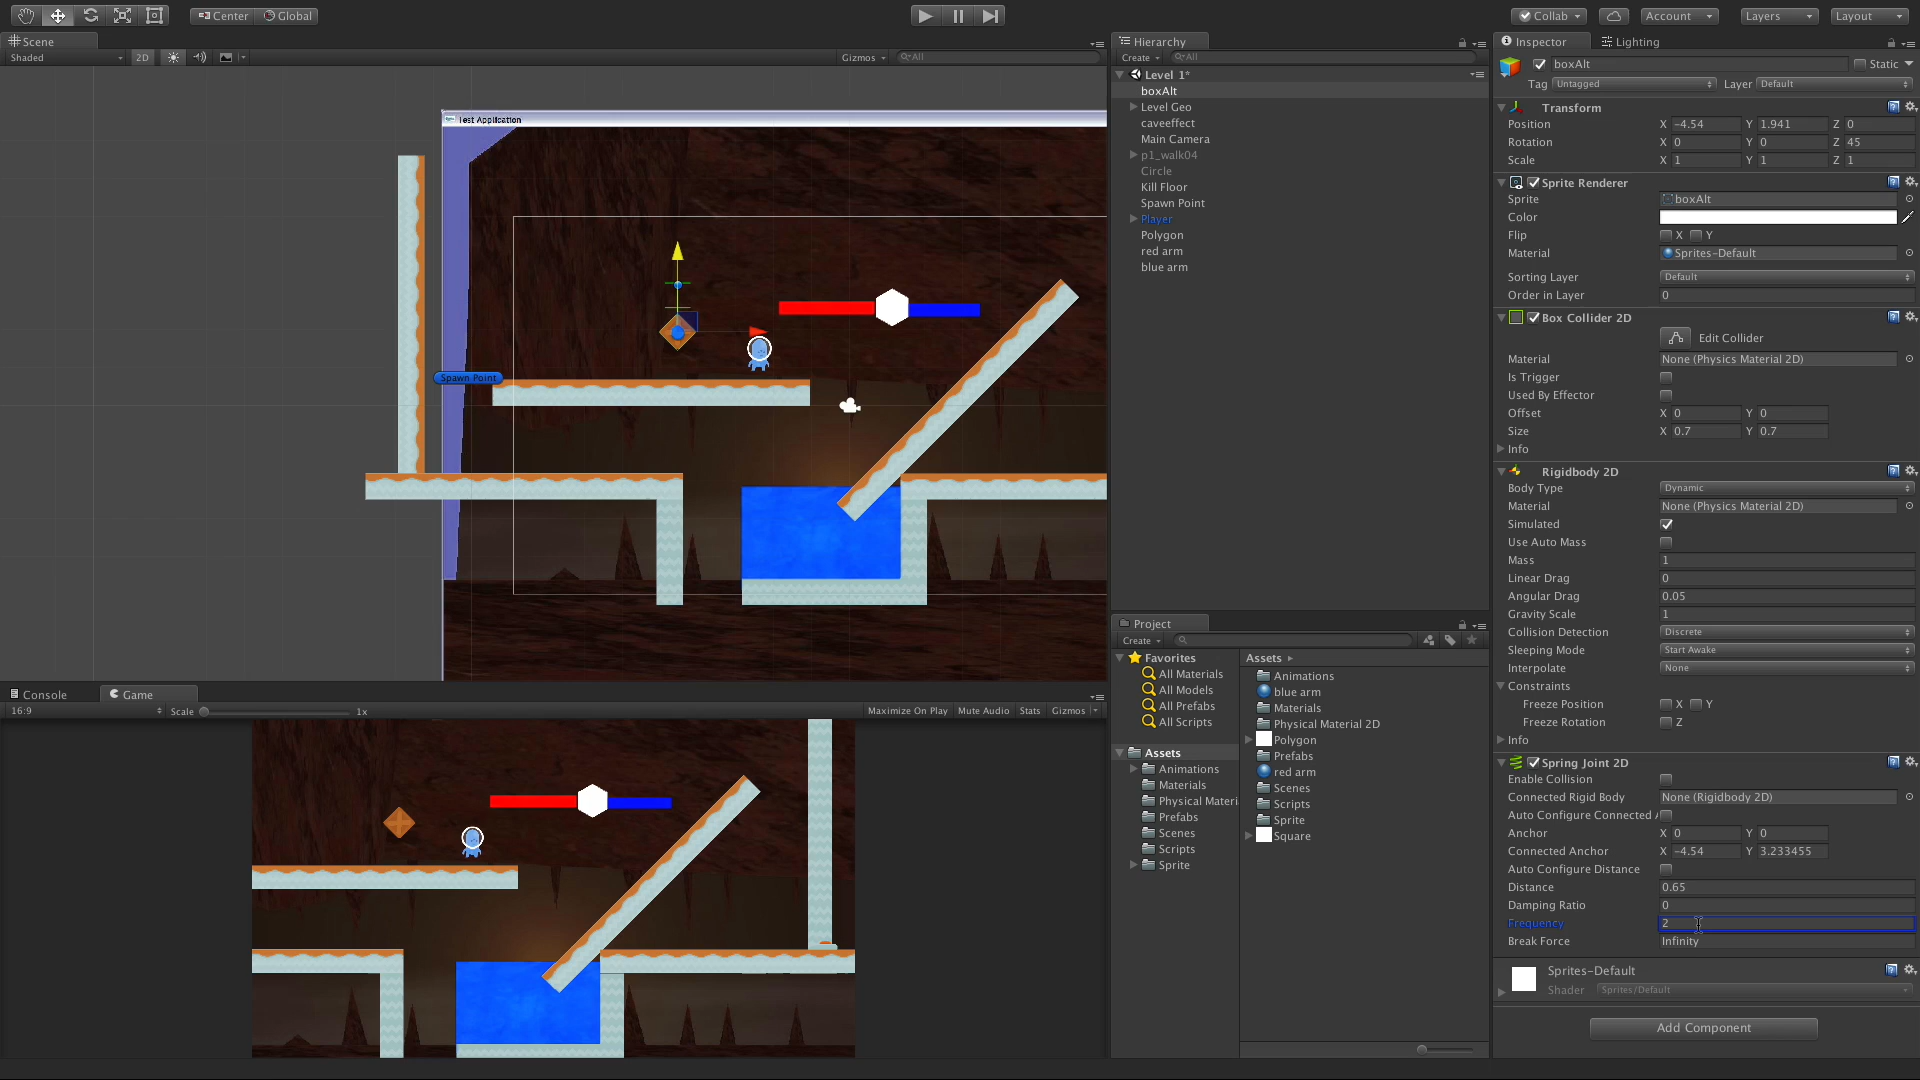 Center
Global
Collab
Account
Layers
Layout
Scene
Shaded
2D
Gizmos
All
Test Application
Spawn Point
Console
Game
16:9
Scale
1x
Maximize On Play
Mute Audio
Stats
Gizmos
Hierarchy
Create
All
Level 1*
boxAlt
Level Geo
caveeffect
Main Camera
p1_walk04
Circle
Kill Floor
Spawn Point
Player
Polygon
red arm
blue arm
Project
Create
Favorites
All Materials
All Models
All Prefabs
All Scripts
Assets
Animations
Materials
Physical Materi
Prefabs
Scenes
Scripts
Sprite
Assets
Animations
blue arm
Materials
Physical Material 2D
Polygon
Prefabs
red arm
Scenes
Scripts
Sprite
Square
Inspector
Lighting
boxAlt
Static
Tag Untagged
Layer Default
Transform
Position X -4.54 Y 1.941 Z 0
Rotation X 0 Y 0 Z 45
Scale X 1 Y 1 Z 1
Sprite Renderer
Sprite boxAlt
Color
Flip X Y
Material Sprites-Default
Sorting Layer Default
Order in Layer 0
Box Collider 2D
Edit Collider
Material None (Physics Material 2D)
Is Trigger
Used By Effector
Offset X 0 Y 0
Size X 0.7 Y 0.7
Info
Rigidbody 2D
Body Type Dynamic
Material None (Physics Material 2D)
Simulated
Use Auto Mass
Mass 1
Linear Drag 0
Angular Drag 0.05
Gravity Scale 1
Collision Detection Discrete
Sleeping Mode Start Awake
Interpolate None
Constraints
Freeze Position X Y
Freeze Rotation Z
Info
Spring Joint 2D
Enable Collision
Connected Rigid Body None (Rigidbody 2D)
Auto Configure Connected A
Anchor X 0 Y 0
Connected Anchor X -4.54 Y 3.233455
Auto Configure Distance
Distance 0.65
Damping Ratio 0
Frequency 2
Break Force Infinity
Sprites-Default
Shader Sprites/Default
Add Component